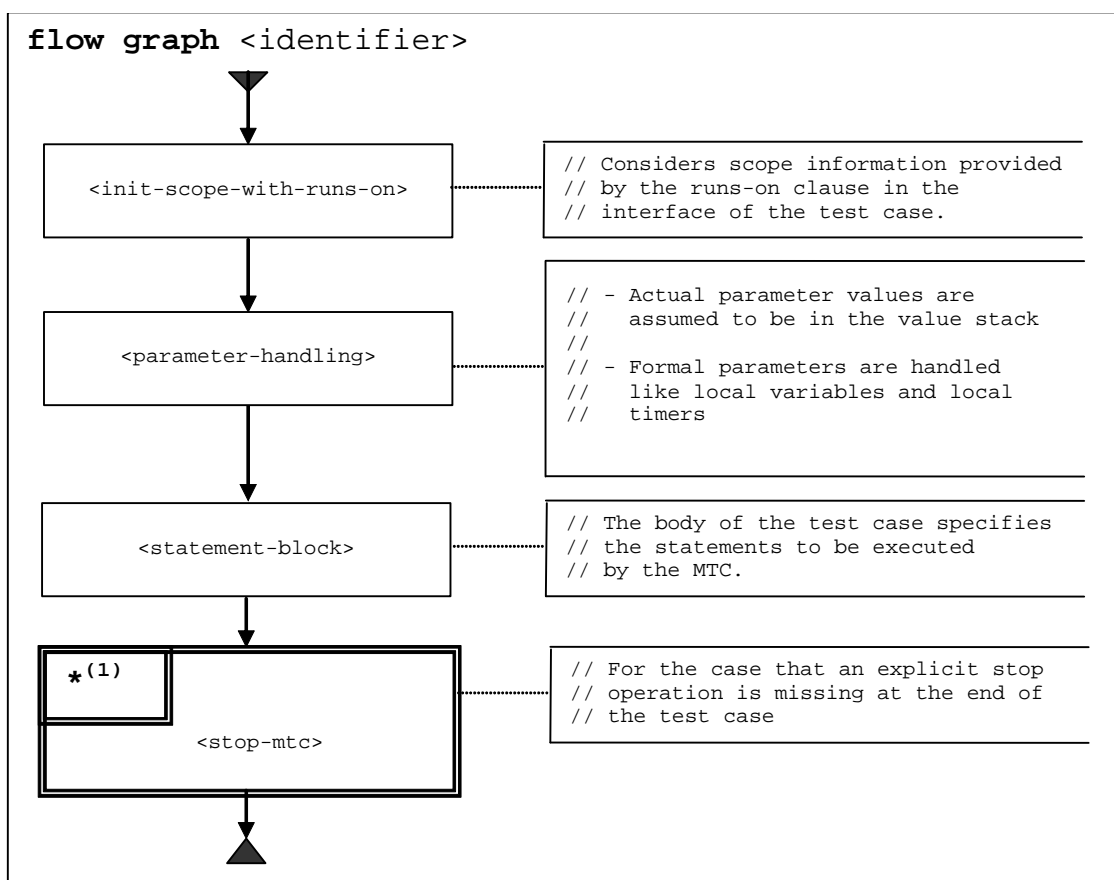 flow graph <identifier>
<init-scope-with-runs-on>
// Considers scope information provided
// by the runs-on clause in the
// interface of the test case.
<parameter-handling>
// - Actual parameter values are
//   assumed to be in the value stack
//
// - Formal parameters are handled
//   like local variables and local
//   timers
<statement-block>
// The body of the test case specifies
// the statements to be executed
// by the MTC.
*(1)
<stop-mtc>
// For the case that an explicit stop
// operation is missing at the end of
// the test case